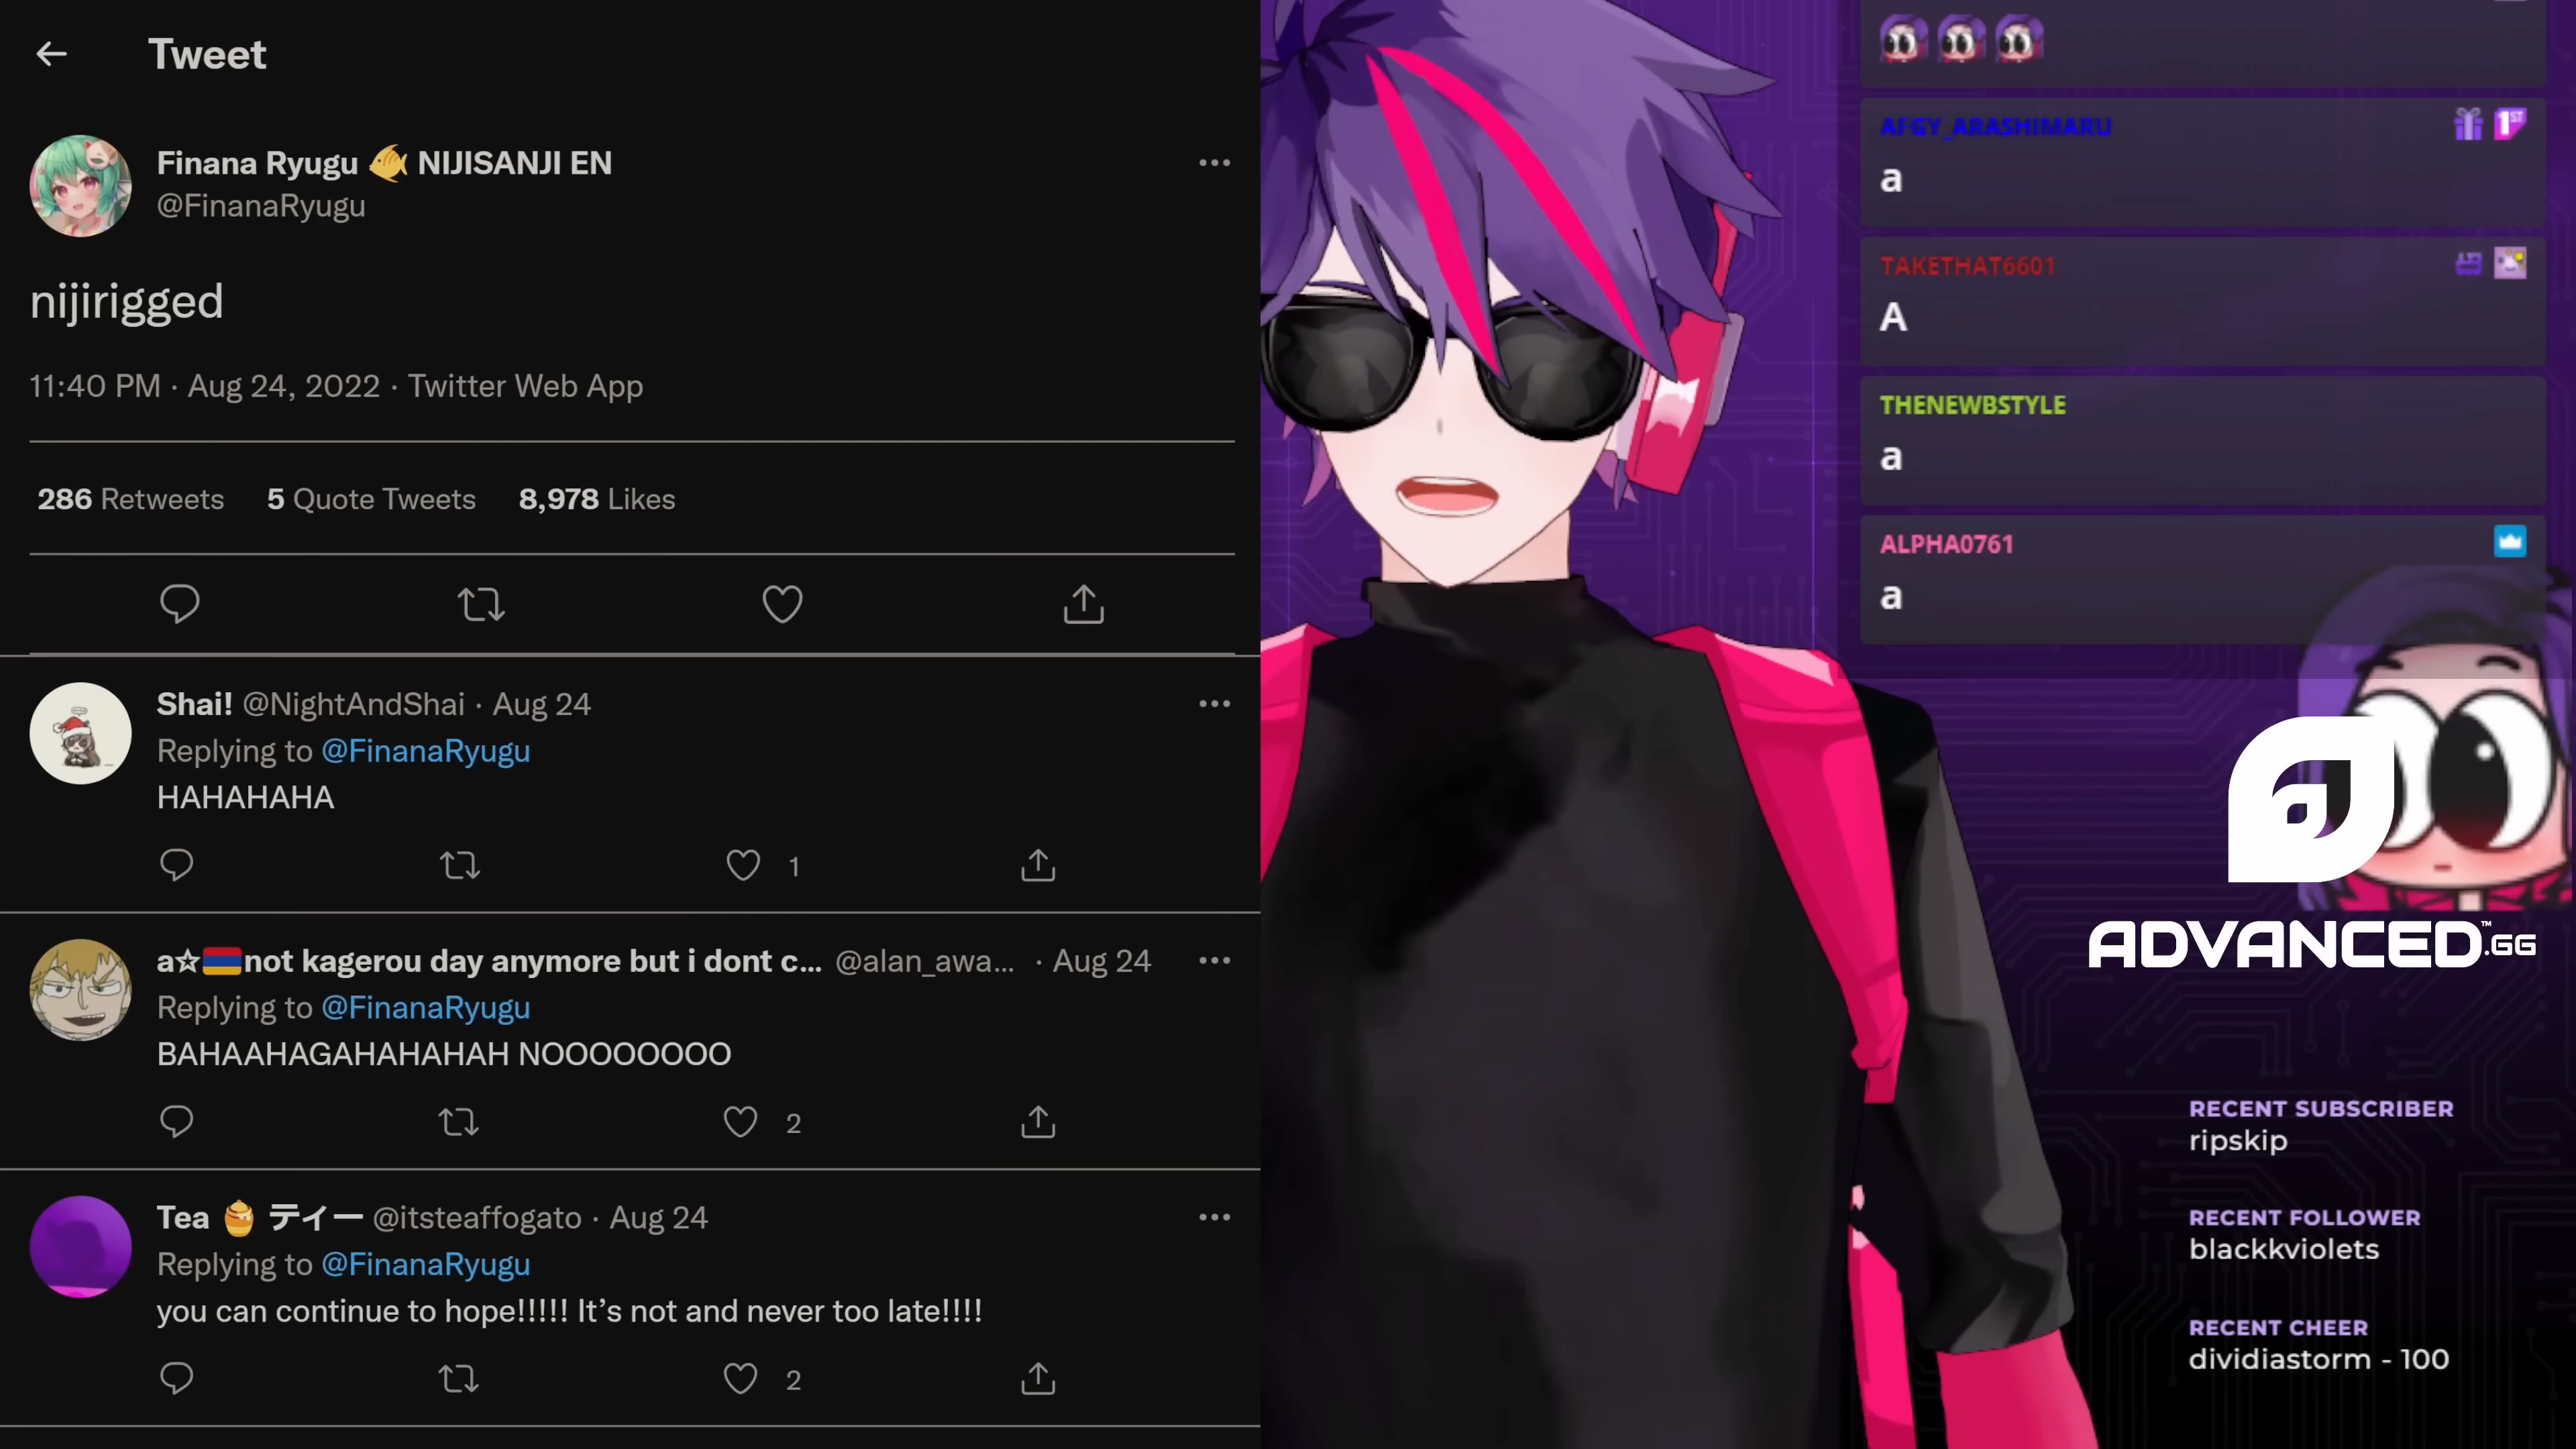 Tweet
Finana Ryugu 🐠 NIJISANJI EN
@FinanaRyugu
nijirigged
11:40 PM · Aug 24, 2022 · Twitter Web App
286 Retweets 5 Quote Tweets 8,978 Likes
Shai! @NightAndShai · Aug 24
Replying to @FinanaRyugu
HAHAHAHA
1
a☆🇦🇲not kagerou day anymore but i dont c... @alan_awa... · Aug 24
Replying to @FinanaRyugu
BAHAAHAGAHAHAHAH NOOOOOOOO
2
Tea 🍯 ティー @itsteaffogato · Aug 24
Replying to @FinanaRyugu
you can continue to hope!!!!! It’s not and never too late!!!!
2
AFGY_ARASHIMARU
1ST
a
TAKETHAT6601
A
THENEWBSTYLE
a
ALPHA0761
a
ADVANCED™.GG
RECENT SUBSCRIBER
ripskip
RECENT FOLLOWER
blackkviolets
RECENT CHEER
dividiastorm - 100